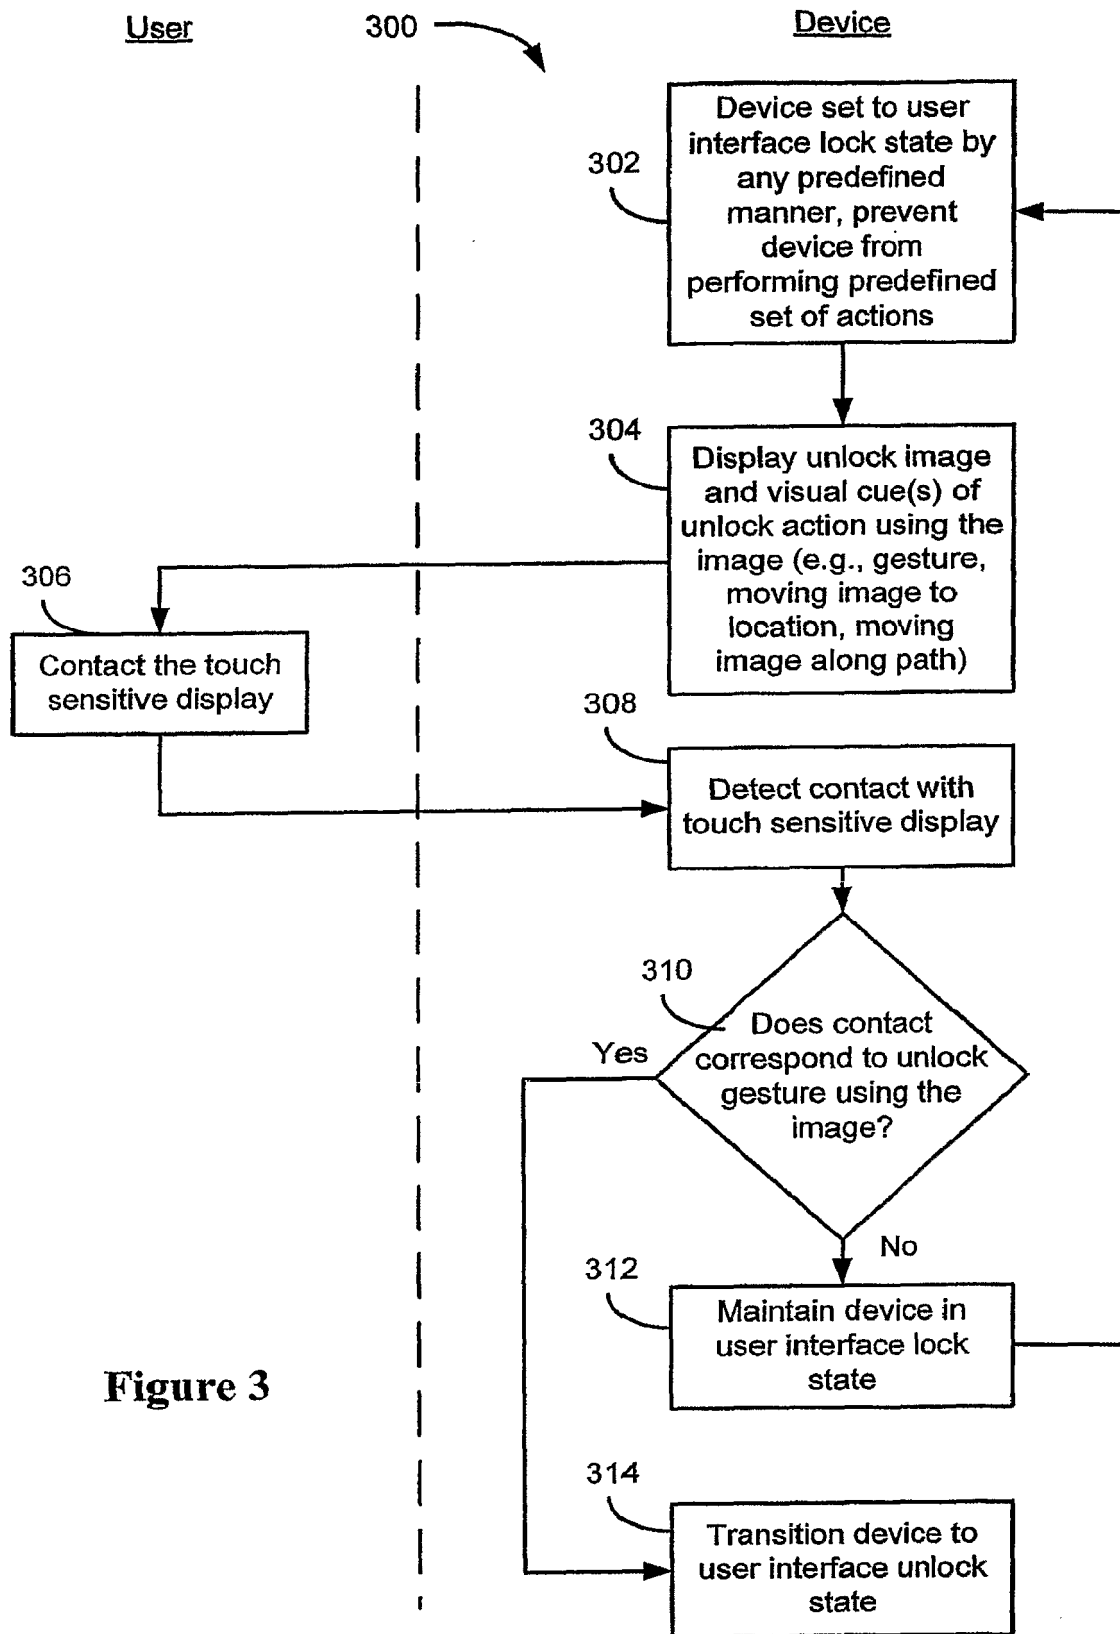 User
300
Device
302
Device set to user
interface lock state by
any predefined
manner, prevent
device from
performing predefined
set of actions
304
Display unlock image
and visual cue(s) of
unlock action using the
image (e.g., gesture,
moving image to
location, moving
image along path)
306
Contact the touch
sensitive display
308
Detect contact with
touch sensitive display
310
Does contact
correspond to unlock
gesture using the
image?
Yes
No
312
Maintain device in
user interface lock
state
Figure 3
314
Transition device to
user interface unlock
state